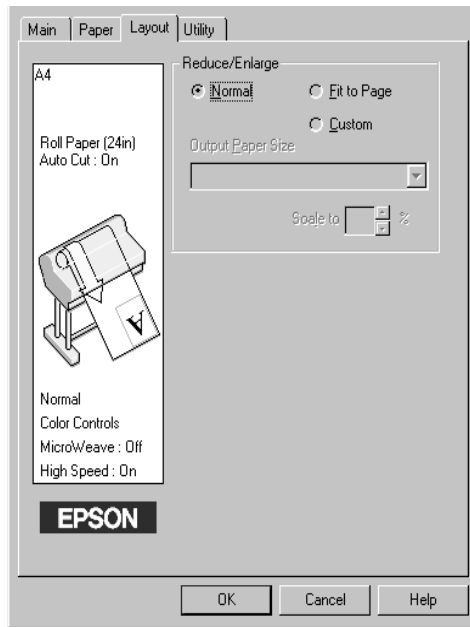 Main Paper Layout Utility
A4
Roll Paper (24in)
Auto Cut : On
A
Normal
Color Controls
MicroWeave : Off
High Speed : On
EPSON
Reduce/Enlarge
Normal
Fit to Page
Custom
Output Paper Size
Scale to %
OK Cancel Help